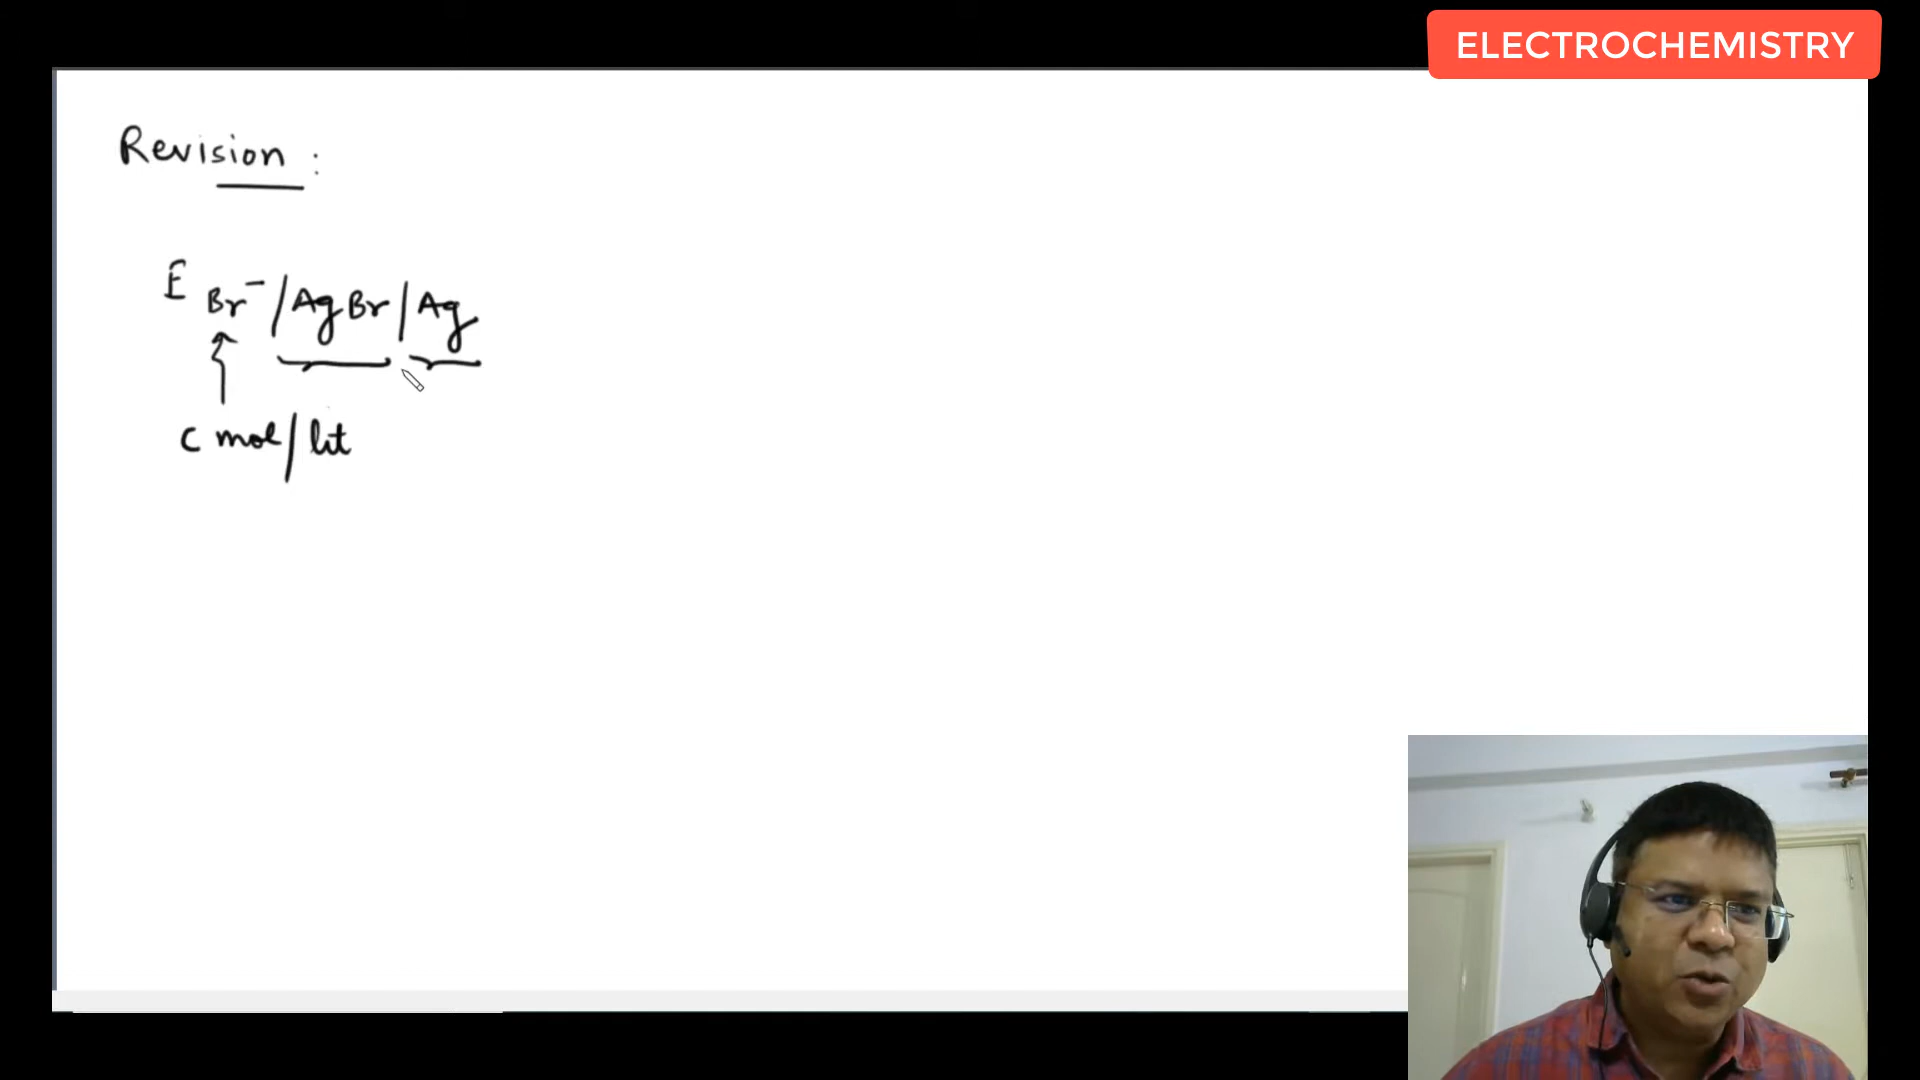 ELECTROCHEMISTRY
Revision :
E Br⁻ / AgBr / Ag
c mol / lit